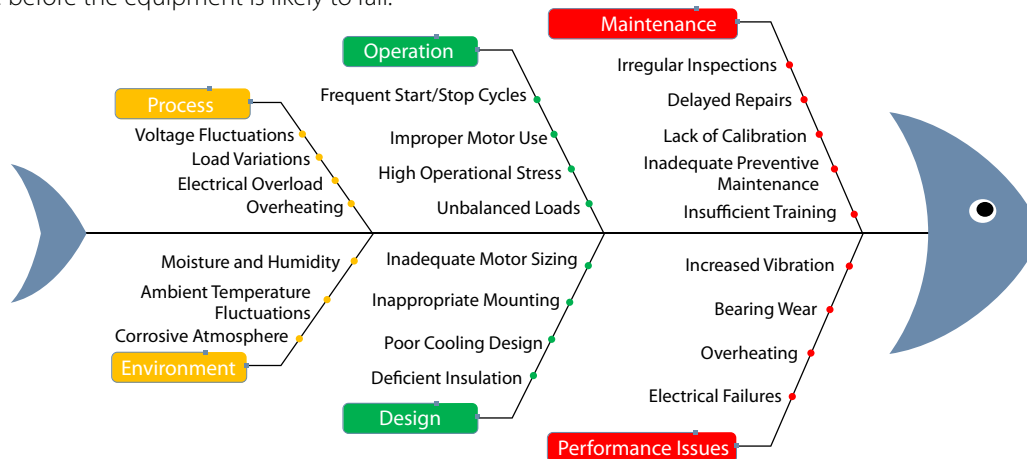 before the equipment is likely to fail.
Maintenance
Operation
Irregular Inspections
Process
Frequent Start/Stop Cycles
Delayed Repairs
Voltage Fluctuations
Improper Motor Use
Lack of Calibration
Load Variations
High Operational Stress
Inadequate Preventive
Maintenance
Electrical Overload
Overheating
Unbalanced Loads
Insufficient Training
Moisture and Humidity
Inadequate Motor Sizing
Increased Vibration
Ambient Temperature
Fluctuations
Inappropriate Mounting
Bearing Wear
Corrosive Atmosphere
Poor Cooling Design
Overheating
Environment
Deficient Insulation
Electrical Failures
Design
Performance Issues